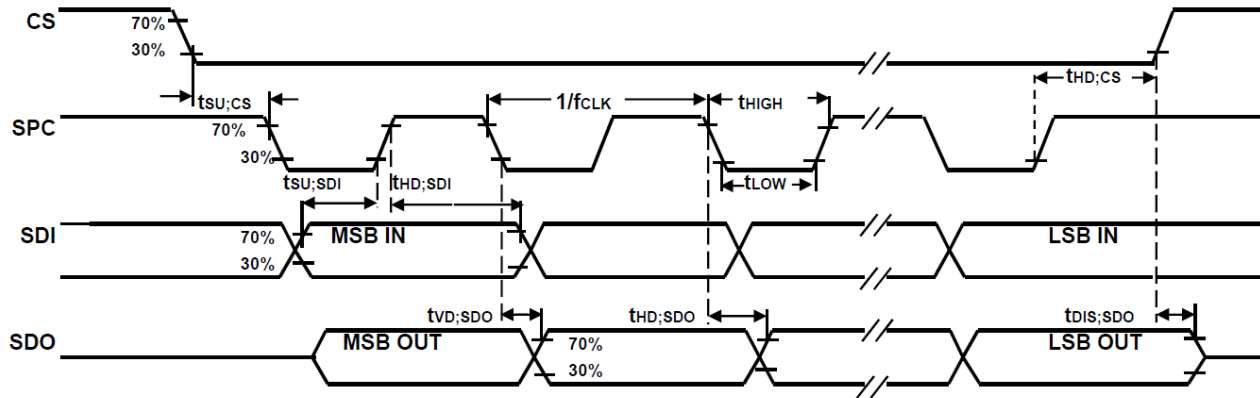 CS
70%
30%
tHD;CS
tSU;CS
1/fCLK
tHIGH
SPC
70%
30%
tSU;SDI
tHD;SDI
tLOW
SDI
70%
MSB IN
LSB IN
30%
tVD;SDO
tHD;SDO
tDIS;SDO
SDO
MSB OUT
70%
LSB OUT
30%